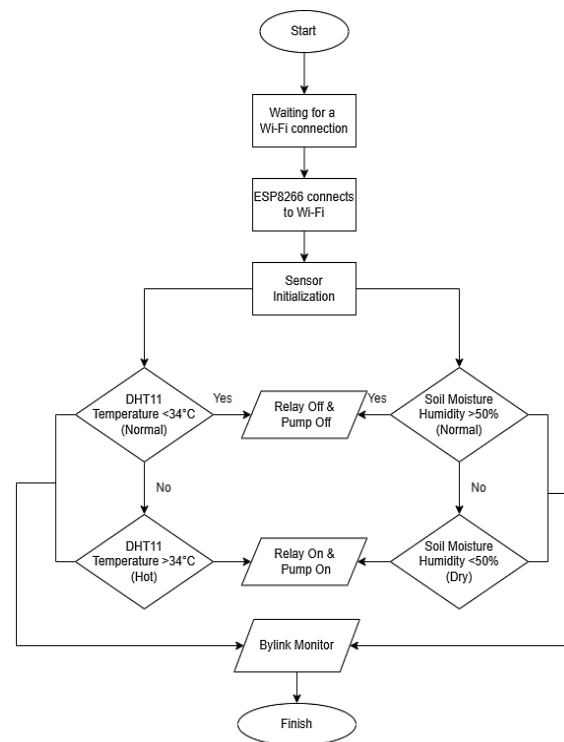 Start
Waiting for a
Wi-Fi connection
ESP8266 connects
to Wi-Fi
Sensor
Initialization
DHT11
Temperature <34°C
(Normal)
Yes
Relay Off &
Pump Off
Yes
Soil Moisture
Humidity >50%
(Normal)
No
No
DHT11
Temperature >34°C
(Hot)
Relay On &
Pump On
Soil Moisture
Humidity <50%
(Dry)
Bylink Monitor
Finish